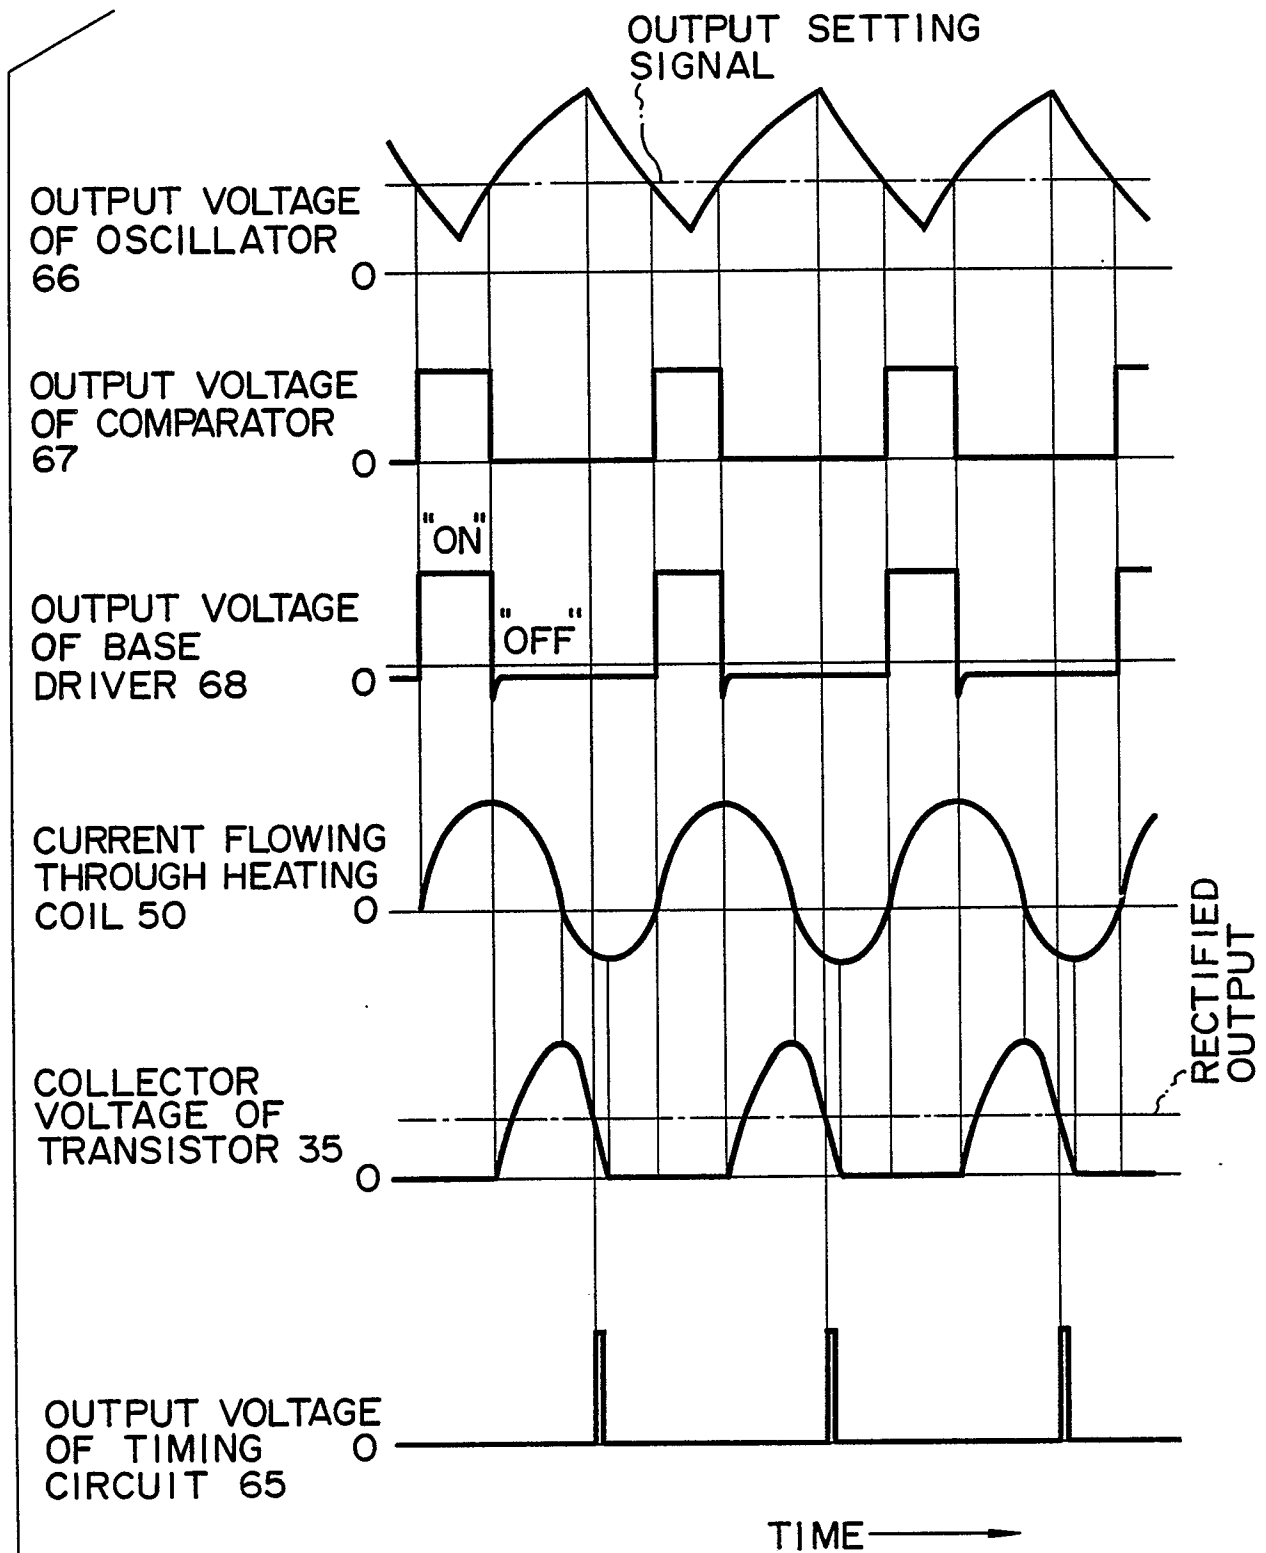 OUTPUT SETTING
SIGNAL
OUTPUT VOLTAGE
OF OSCILLATOR
66
0
OUTPUT VOLTAGE
OF COMPARATOR
67
0
"ON"
"OFF"
OUTPUT VOLTAGE
OF BASE
DRIVER 68
0
CURRENT FLOWING
THROUGH HEATING
COIL 50
0
RECTIFIED
OUTPUT
COLLECTOR
VOLTAGE OF
TRANSISTOR 35
0
OUTPUT VOLTAGE
OF TIMING
CIRCUIT 65
0
TIME